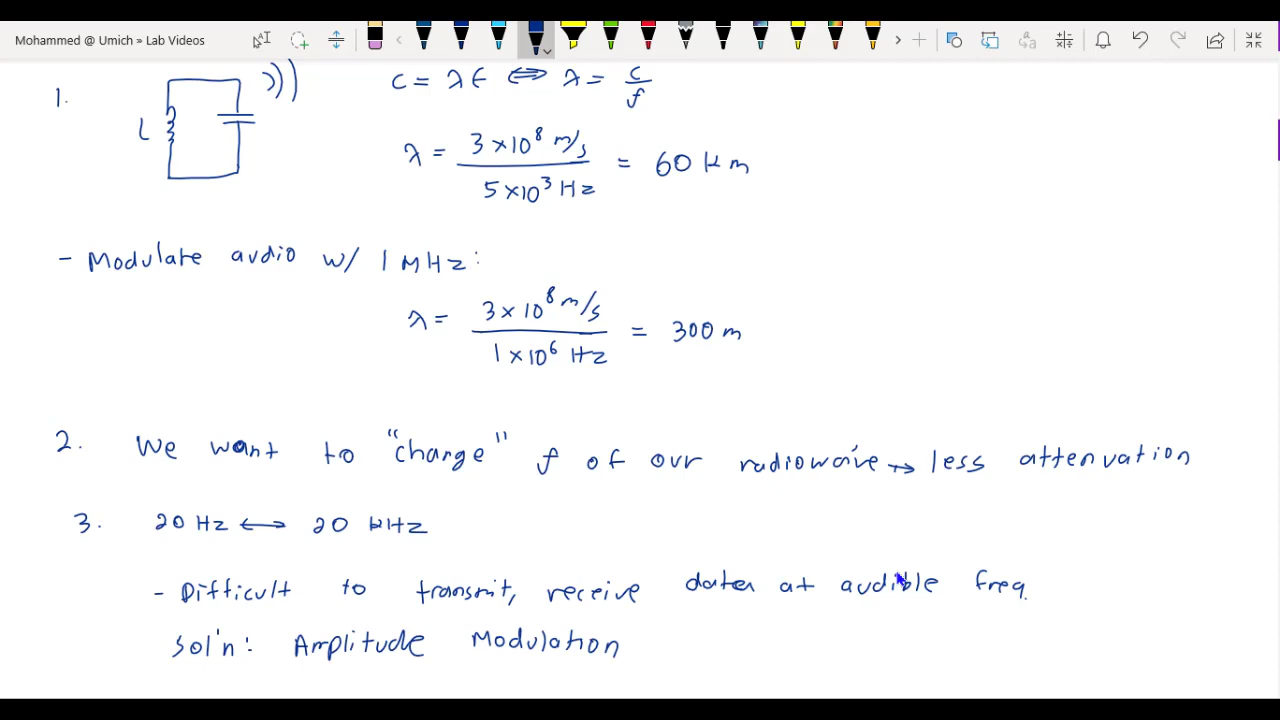 Mohammed @ Umich » Lab Videos
1.
C = λf ⟺ λ = c/f
L
λ = 3×10⁸ m/s / 5×10³ Hz = 60 km
- Modulate audio w/ 1 MHz:
λ = 3×10⁸ m/s / 1×10⁶ Hz = 300 m
2. We want to "change" f of our radiowave → less attenuation
3. 20 Hz ↔ 20 kHz
- Difficult to transmit, receive data at audible freq.
Sol'n: Amplitude Modulation